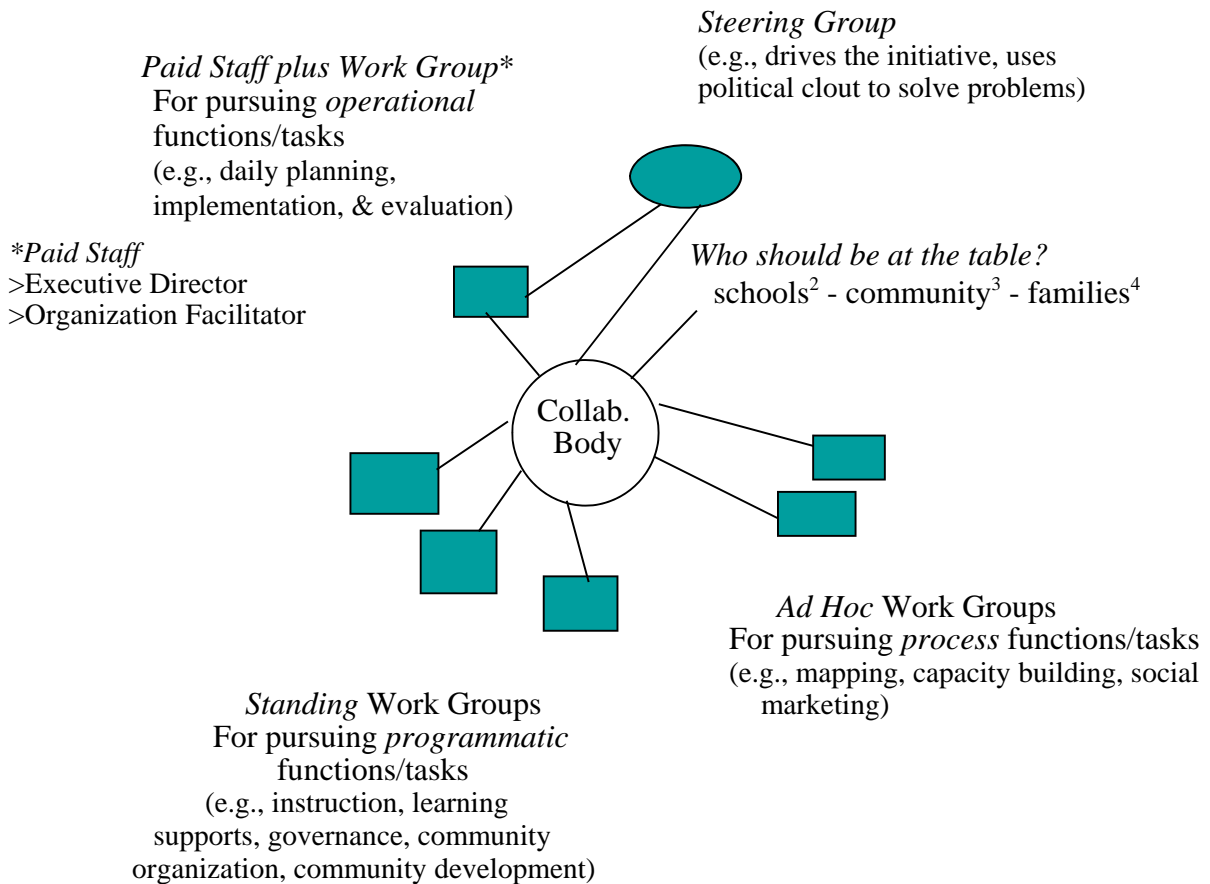 Steering Group
(e.g., drives the initiative, uses
political clout to solve problems)
Paid Staff plus Work Group*
For pursuing operational
functions/tasks
(e.g., daily planning,
implementation, & evaluation)
*Paid Staff
>Executive Director
>Organization Facilitator
Who should be at the table?
schools² - community³ - families⁴
Collab.
Body
Ad Hoc Work Groups
For pursuing process functions/tasks
(e.g., mapping, capacity building, social
marketing)
Standing Work Groups
For pursuing programmatic
functions/tasks
(e.g., instruction, learning
supports, governance, community
organization, community development)